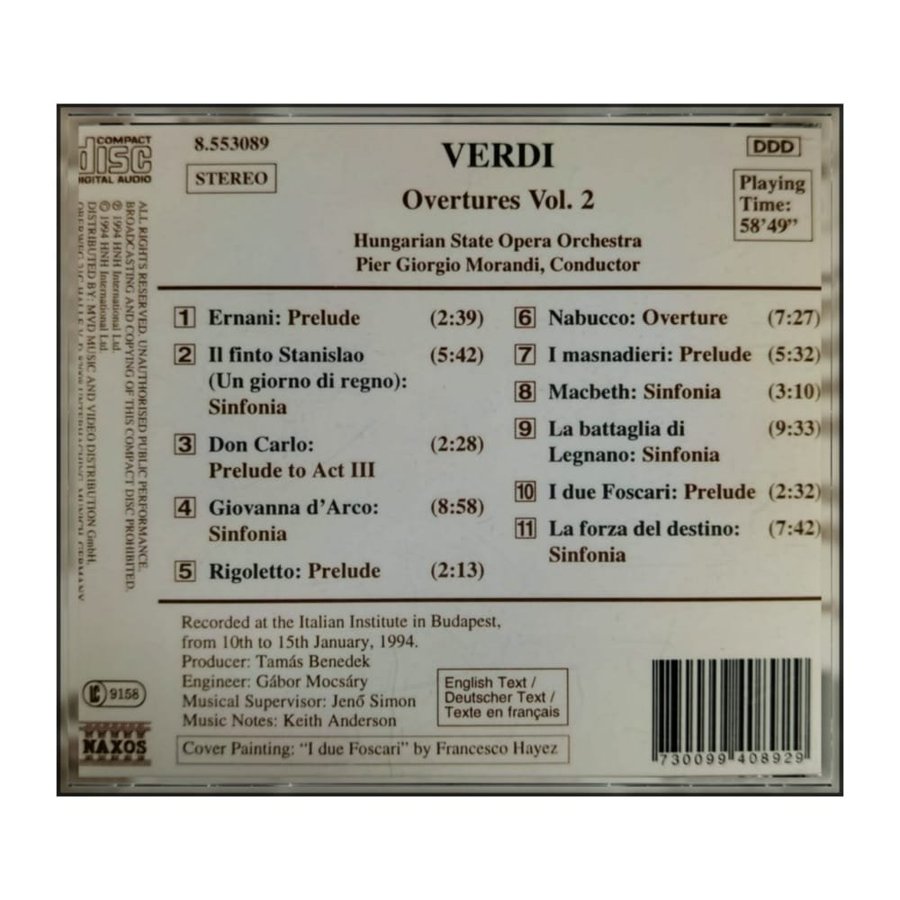 COMPACT
disc
DIGITAL AUDIO
8.553089
STEREO
VERDI
Overtures Vol. 2
Hungarian State Opera Orchestra
Pier Giorgio Morandi, Conductor
DDD
Playing
Time:
58’49”
1 Ernani: Prelude (2:39)
2 Il finto Stanislao (5:42)
(Un giorno di regno):
Sinfonia
3 Don Carlo: (2:28)
Prelude to Act III
4 Giovanna d’Arco: (8:58)
Sinfonia
5 Rigoletto: Prelude (2:13)
6 Nabucco: Overture (7:27)
7 I masnadieri: Prelude (5:32)
8 Macbeth: Sinfonia (3:10)
9 La battaglia di (9:33)
Legnano: Sinfonia
10 I due Foscari: Prelude (2:32)
11 La forza del destino: (7:42)
Sinfonia
Recorded at the Italian Institute in Budapest,
from 10th to 15th January, 1994.
Producer: Tamás Benedek
Engineer: Gábor Mocsáry
Musical Supervisor: Jenő Simon
Music Notes: Keith Anderson
English Text /
Deutscher Text /
Texte en français
Cover Painting: “I due Foscari” by Francesco Hayez
730099 408929
ALL RIGHTS RESERVED. UNAUTHORISED PUBLIC PERFORMANCE,
BROADCASTING AND COPYING OF THIS COMPACT DISC PROHIBITED.
℗ 1994 HNH International Ltd.
© 1994 HNH International Ltd.
DISTRIBUTED BY: MVD MUSIC AND VIDEO DISTRIBUTION GmbH,
MUNICH, GERMANY
LC 9158
NAXOS